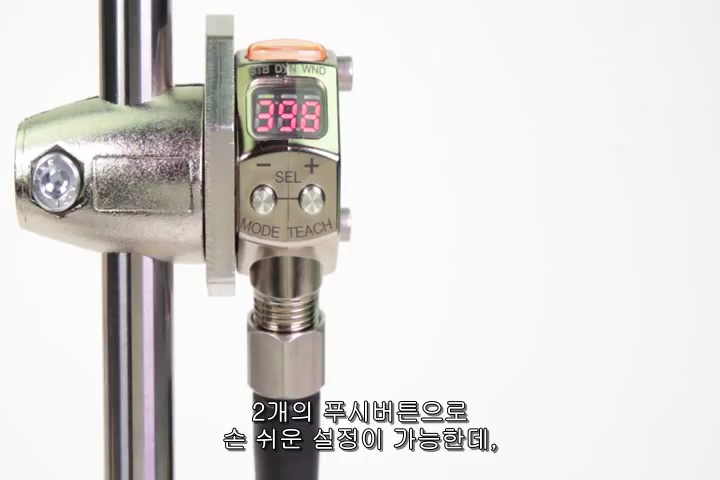 STB DYN WND
398
− +
SEL
MODE TEACH
2개의 푸시버튼으로
손 쉬운 설정이 가능한데,